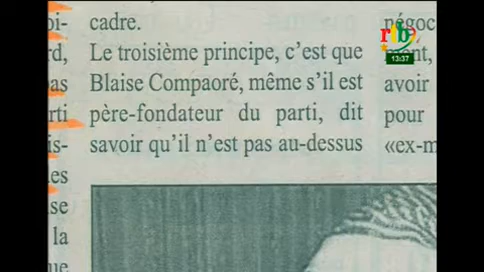 cadre.
Le troisième principe, c'est que
Blaise Compaoré, même s'il est
père-fondateur du parti, dit
savoir qu'il n'est pas au-dessus
négoc
avoir
pour
«ex-m
rtb
13:37